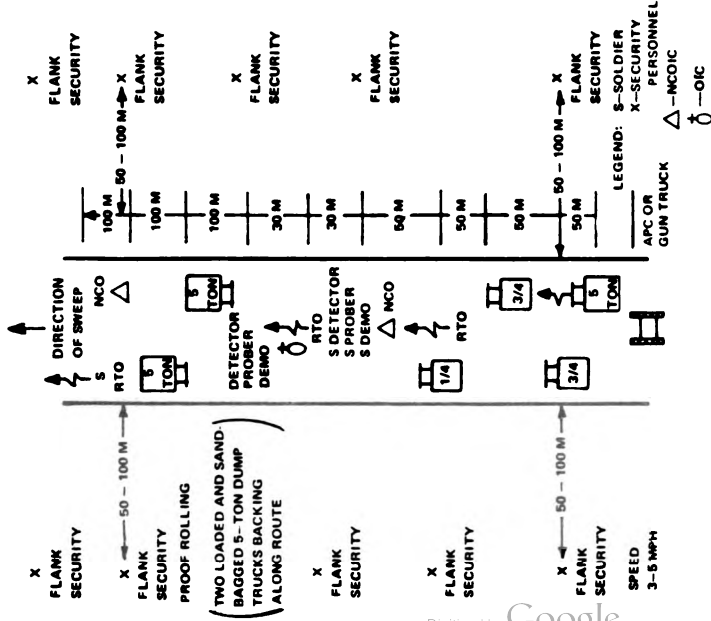 X
FLANK
SECURITY
DIRECTION
OF SWEEP
X
FLANK
SECURITY
S
RTO
NCO
100 M
50 – 100 M
50 – 100 M
X
FLANK
SECURITY
X
FLANK
SECURITY
PROOF ROLLING
5
TON
5
TON
100 M
100 M
(TWO LOADED AND SAND-
BAGGED 5-TON DUMP
TRUCKS BACKING
ALONG ROUTE)
DETECTOR
PROBER
DEMO
30 M
X
FLANK
SECURITY
RTO
S DETECTOR
S PROBER
S DEMO
30 M
X
FLANK
SECURITY
NCO
50 M
X
FLANK
SECURITY
1/4
RTO
50 M
X
FLANK
SECURITY
3/4
50 M
50 – 100 M
50 – 100 M
X
FLANK
SECURITY
3/4
5
TON
50 M
X
FLANK
SECURITY
SPEED
3–5 MPH
APC OR
GUN TRUCK
LEGEND: S–SOLDIER
X–SECURITY
PERSONNEL
–NCOIC
–OIC
Google